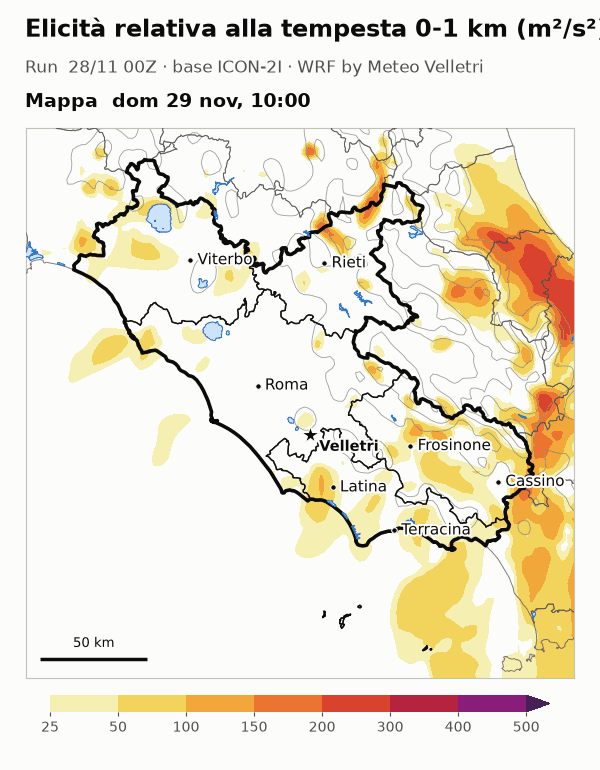 Elicità relativa alla tempesta 0-1 km (m²/s²)
Run  28/11 00Z · base ICON-2I · WRF by Meteo Velletri
Mappa  dom 29 nov, 10:00
Viterbo
Rieti
Roma
Velletri
Frosinone
Latina
Cassino
Terracina
50 km
25 50 100 150 200 300 400 500